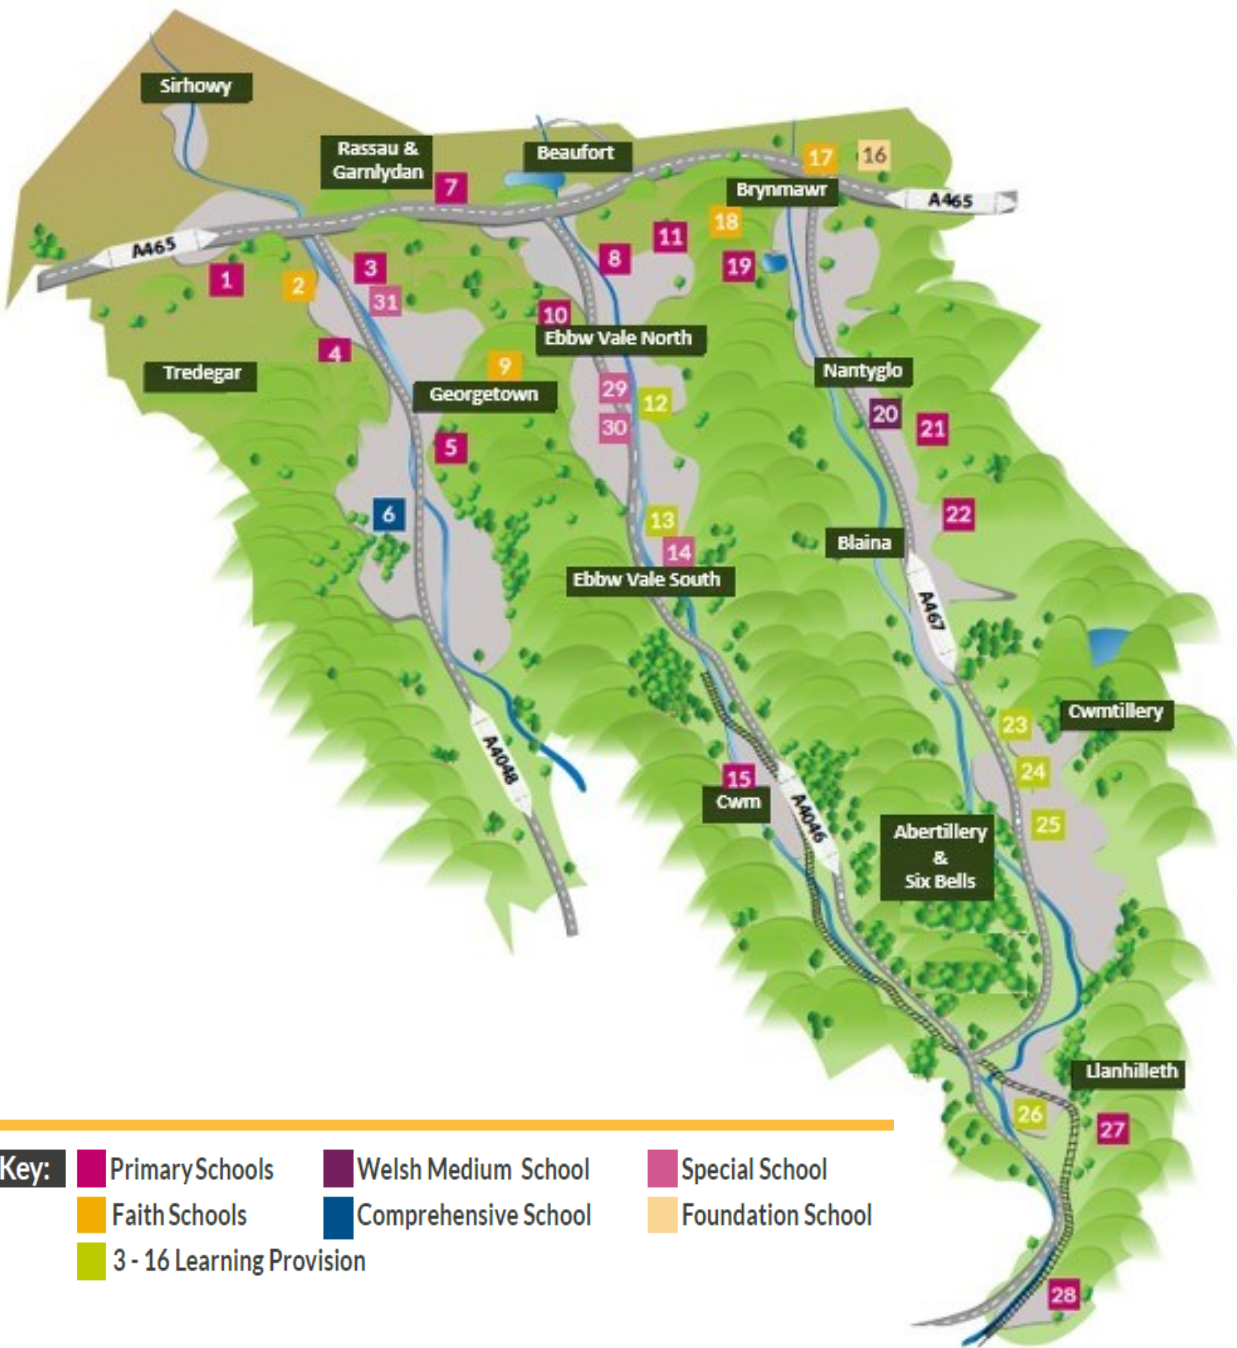 Sirhowy
Rassau &
Garnlydan
Beaufort
7
17
16
Brynmawr
A465
18
11
A465
8
19
1
2
3
31
10
Ebbw Vale North
4
Tredegar
9
Georgetown
Nantyglo
29
12
20
30
21
5
6
13
22
14
Blaina
Ebbw Vale South
A467
Cwmtillery
23
A4048
24
15
Cwm
A4046
25
Abertillery
&
Six Bells
Llanhilleth
26
27
Key:
Primary Schools
Welsh Medium School
Special School
Faith Schools
Comprehensive School
Foundation School
3 - 16 Learning Provision
28